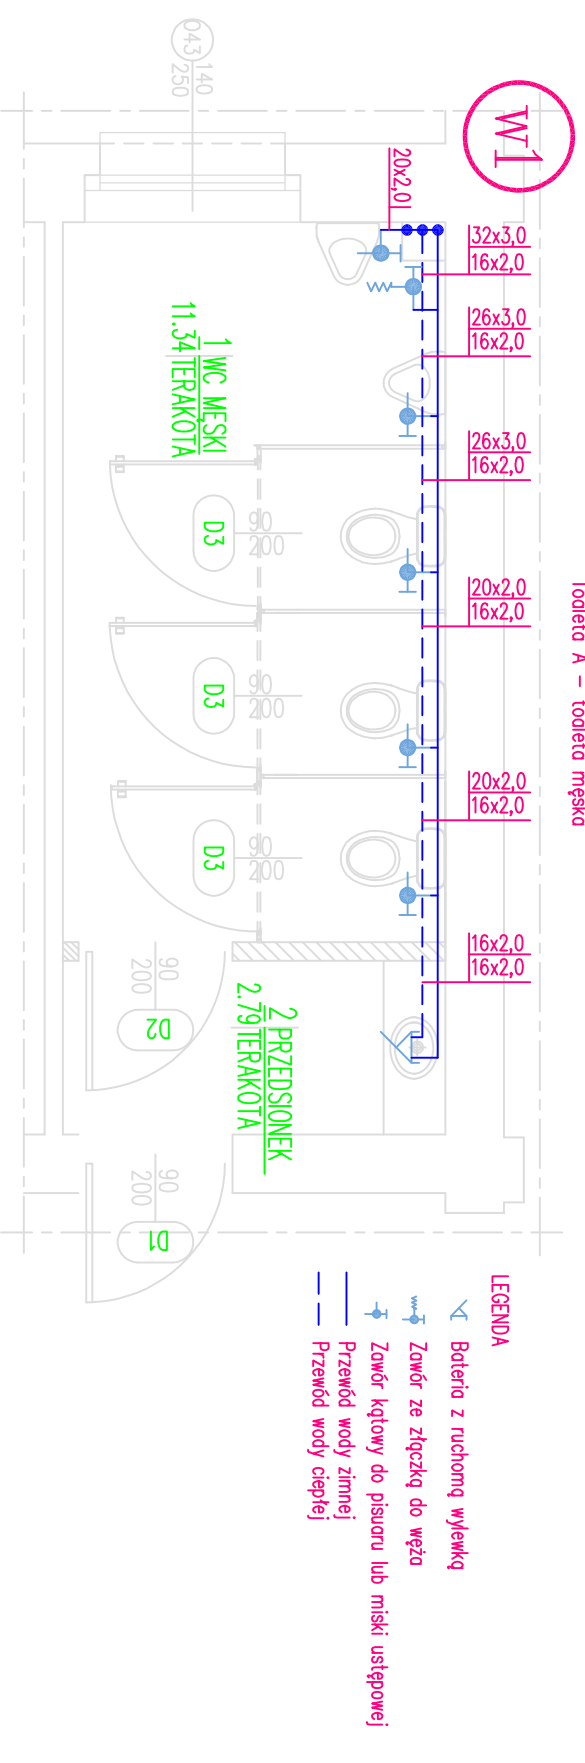 Toaleta A – toaleta męska
W1
20x2,0
32x3,0
16x2,0
26x3,0
16x2,0
26x3,0
16x2,0
20x2,0
16x2,0
20x2,0
16x2,0
16x2,0
16x2,0
043
140
250
1 WC MĘSKI
11.34 TERAKOTA
D3
90
200
D3
90
200
D3
90
200
2 PRZEDSIONEK
2.79 TERAKOTA
D2
90
200
D1
90
200
LEGENDA
Bateria z ruchomą wylewką
Zawór ze złączką do węża
Zawór kątowy do pisuaru lub miski ustępowej
Przewód wody zimnej
Przewód wody ciepłej